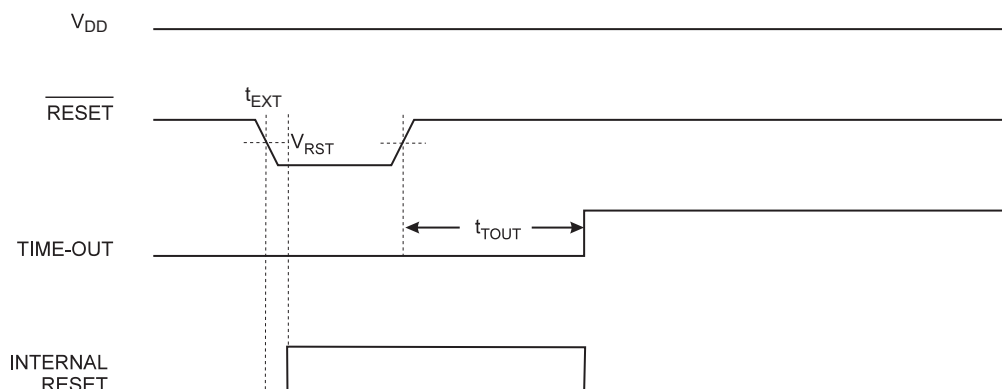 VDD
tEXT
RESET
VRST
tTOUT
TIME-OUT
INTERNAL
RESET